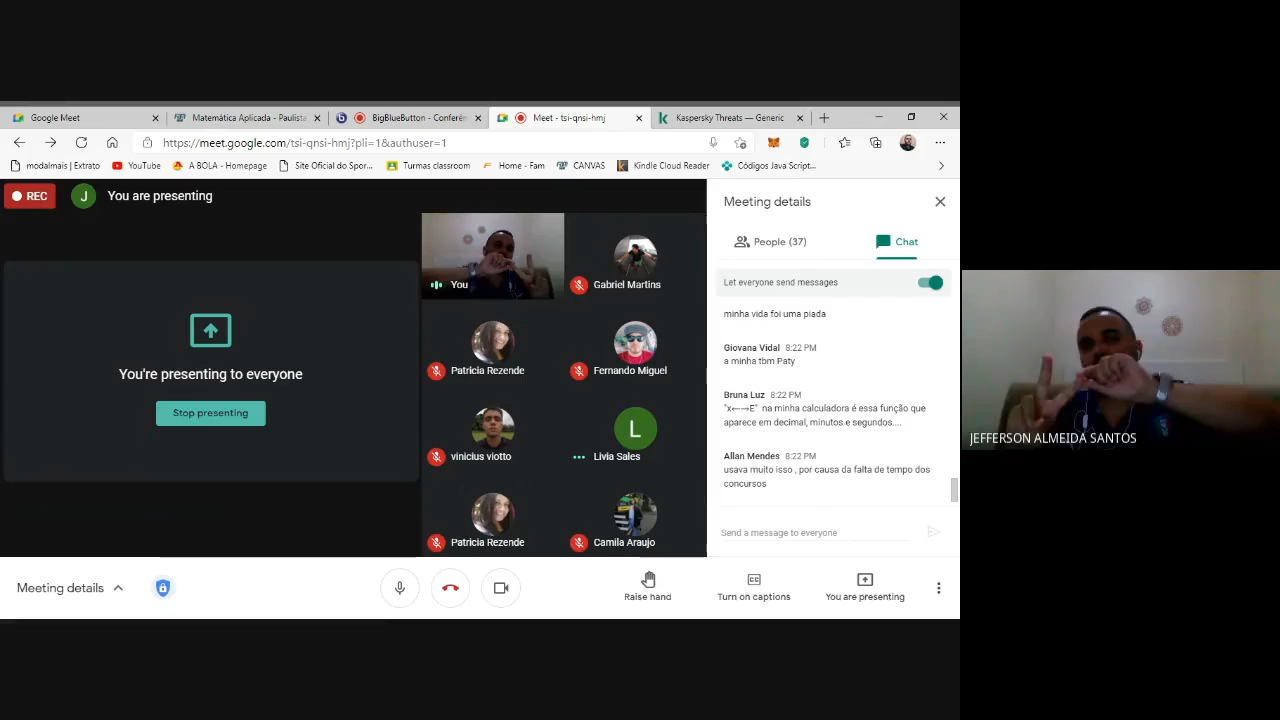 Google Meet
Matemática Aplicada - Paulista
BigBlueButton - Conferên
Meet - tsi-qnsi-hmj
Kaspersky Threats — Generic
https://meet.google.com/tsi-qnsi-hmj?pli=1&authuser=1
modalmais | Extrato
YouTube
A BOLA - Homepage
Site Oficial do Spor...
Turmas classroom
Home - Fam
CANVAS
Kindle Cloud Reader
Códigos Java Script...
REC
J
You are presenting
You're presenting to everyone
Stop presenting
You
Gabriel Martins
Patricia Rezende
Fernando Miguel
vinicius viotto
L
Livia Sales
Patricia Rezende
Camila Araujo
Meeting details
People (37)
Chat
Let everyone send messages
minha vida foi uma piada
Giovana Vidal 8:22 PM
a minha tbm Paty
Bruna Luz 8:22 PM
"x←→E" na minha calculadora é essa função que
aparece em decimal, minutos e segundos....
Allan Mendes 8:22 PM
usava muito isso , por causa da falta de tempo dos
concursos
Send a message to everyone
Meeting details
Raise hand
Turn on captions
You are presenting
JEFFERSON ALMEIDA SANTOS